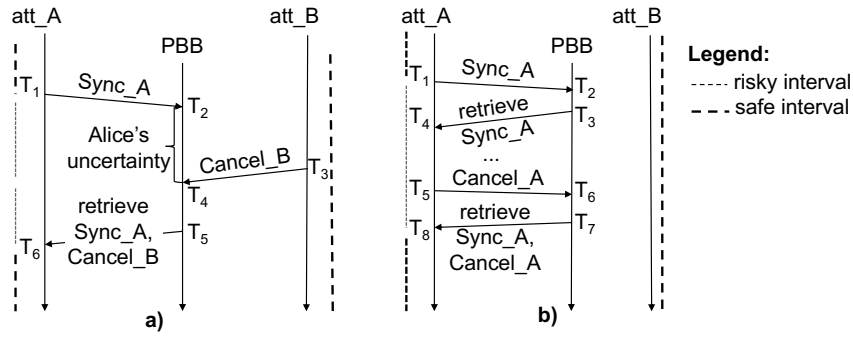 att_A
att_B
PBB
T1
Sync_A
T2
Alice's
uncertainty
Cancel_B
T3
T4
retrieve
Sync_A,
Cancel_B
T5
T6
a)
att_A
att_B
PBB
T1
Sync_A
T2
retrieve
Sync_A
T3
T4
...
T5
Cancel_A
T6
retrieve
Sync_A,
Cancel_A
T7
T8
b)
Legend:
risky interval
safe interval